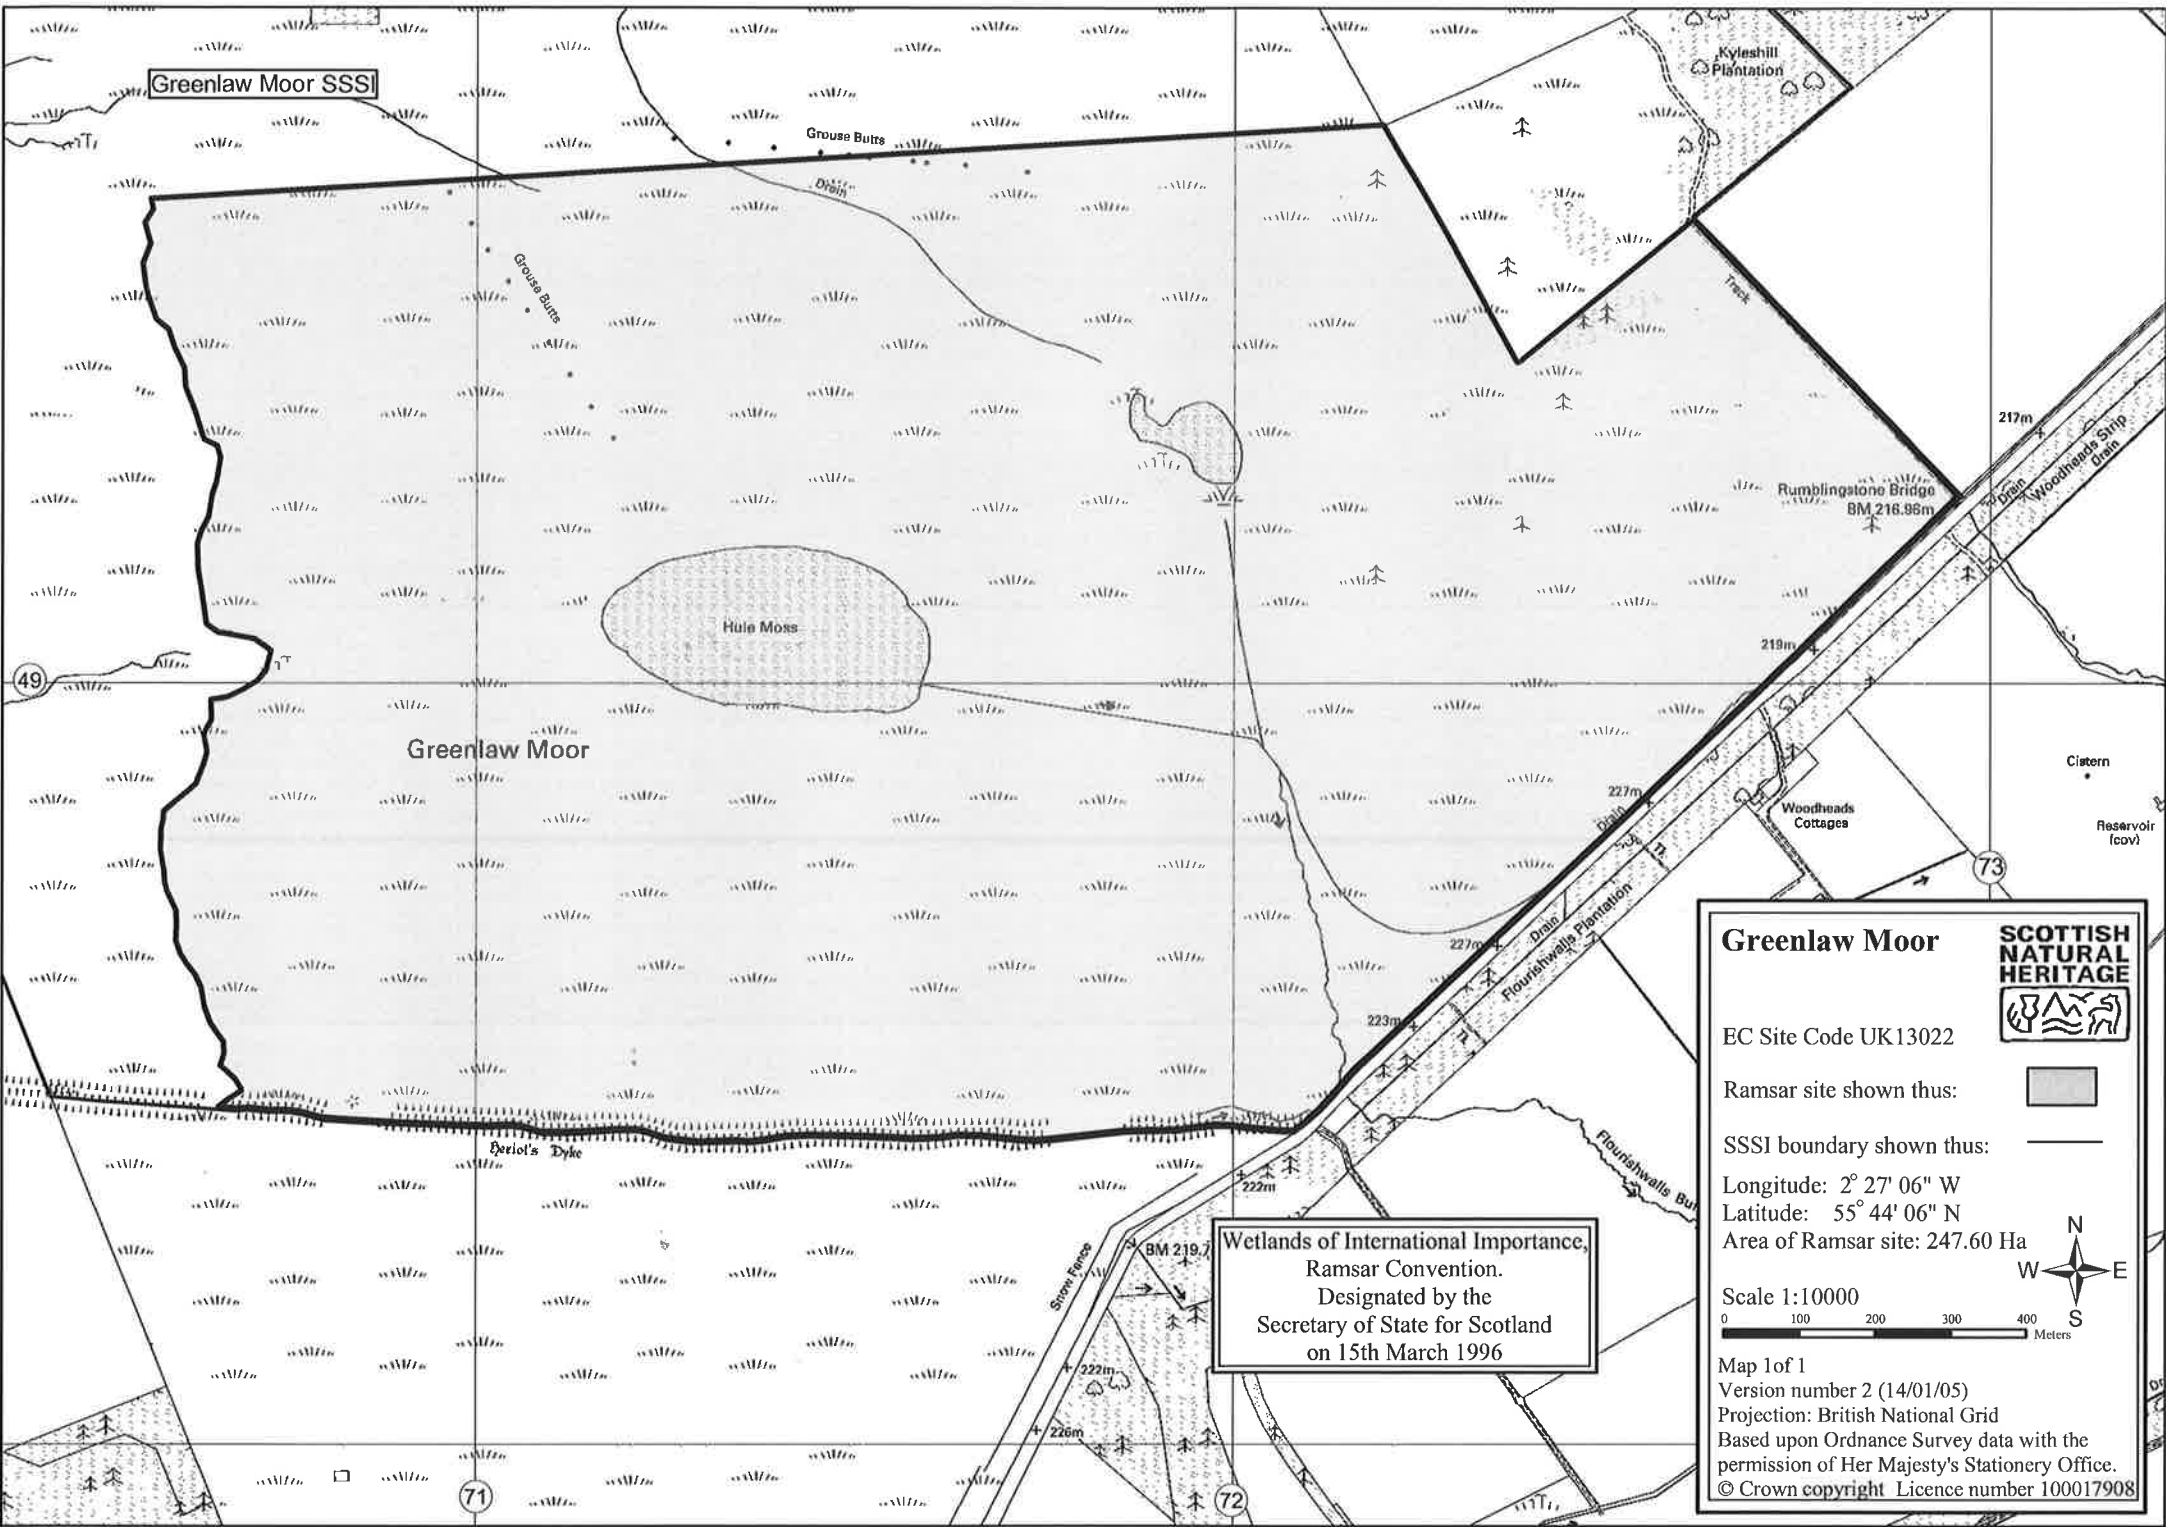 Greenlaw Moor SSSI
Kyleshill
Plantation
Grouse Butts
Drain
Grouse Butts
Track
217m
Woodheads Strip
Drain
Drain
Rumblingstone Bridge
BM 216.96m
Hule Moss
219m
49
Greenlaw Moor
Cistern
227m
Woodheads
Cottages
Reservoir
(cov)
Drain
Tk
73
Flourishwalls Plantation
Drain
227m
223m
Tk
Heriot's Dyke
Flourishwalls Bu
222m
BM 219.7
Snow Fence
222m
226m
71
72
Wetlands of International Importance,
Ramsar Convention.
Designated by the
Secretary of State for Scotland
on 15th March 1996
Greenlaw Moor
SCOTTISH
NATURAL
HERITAGE
EC Site Code UK13022
Ramsar site shown thus:
SSSI boundary shown thus:
Longitude: 2° 27' 06" W
Latitude: 55° 44' 06" N
Area of Ramsar site: 247.60 Ha
N
W E
S
Scale 1:10000
0 100 200 300 400
Meters
Map 1of 1
Version number 2 (14/01/05)
Projection: British National Grid
Based upon Ordnance Survey data with the
permission of Her Majesty's Stationery Office.
© Crown copyright Licence number 100017908